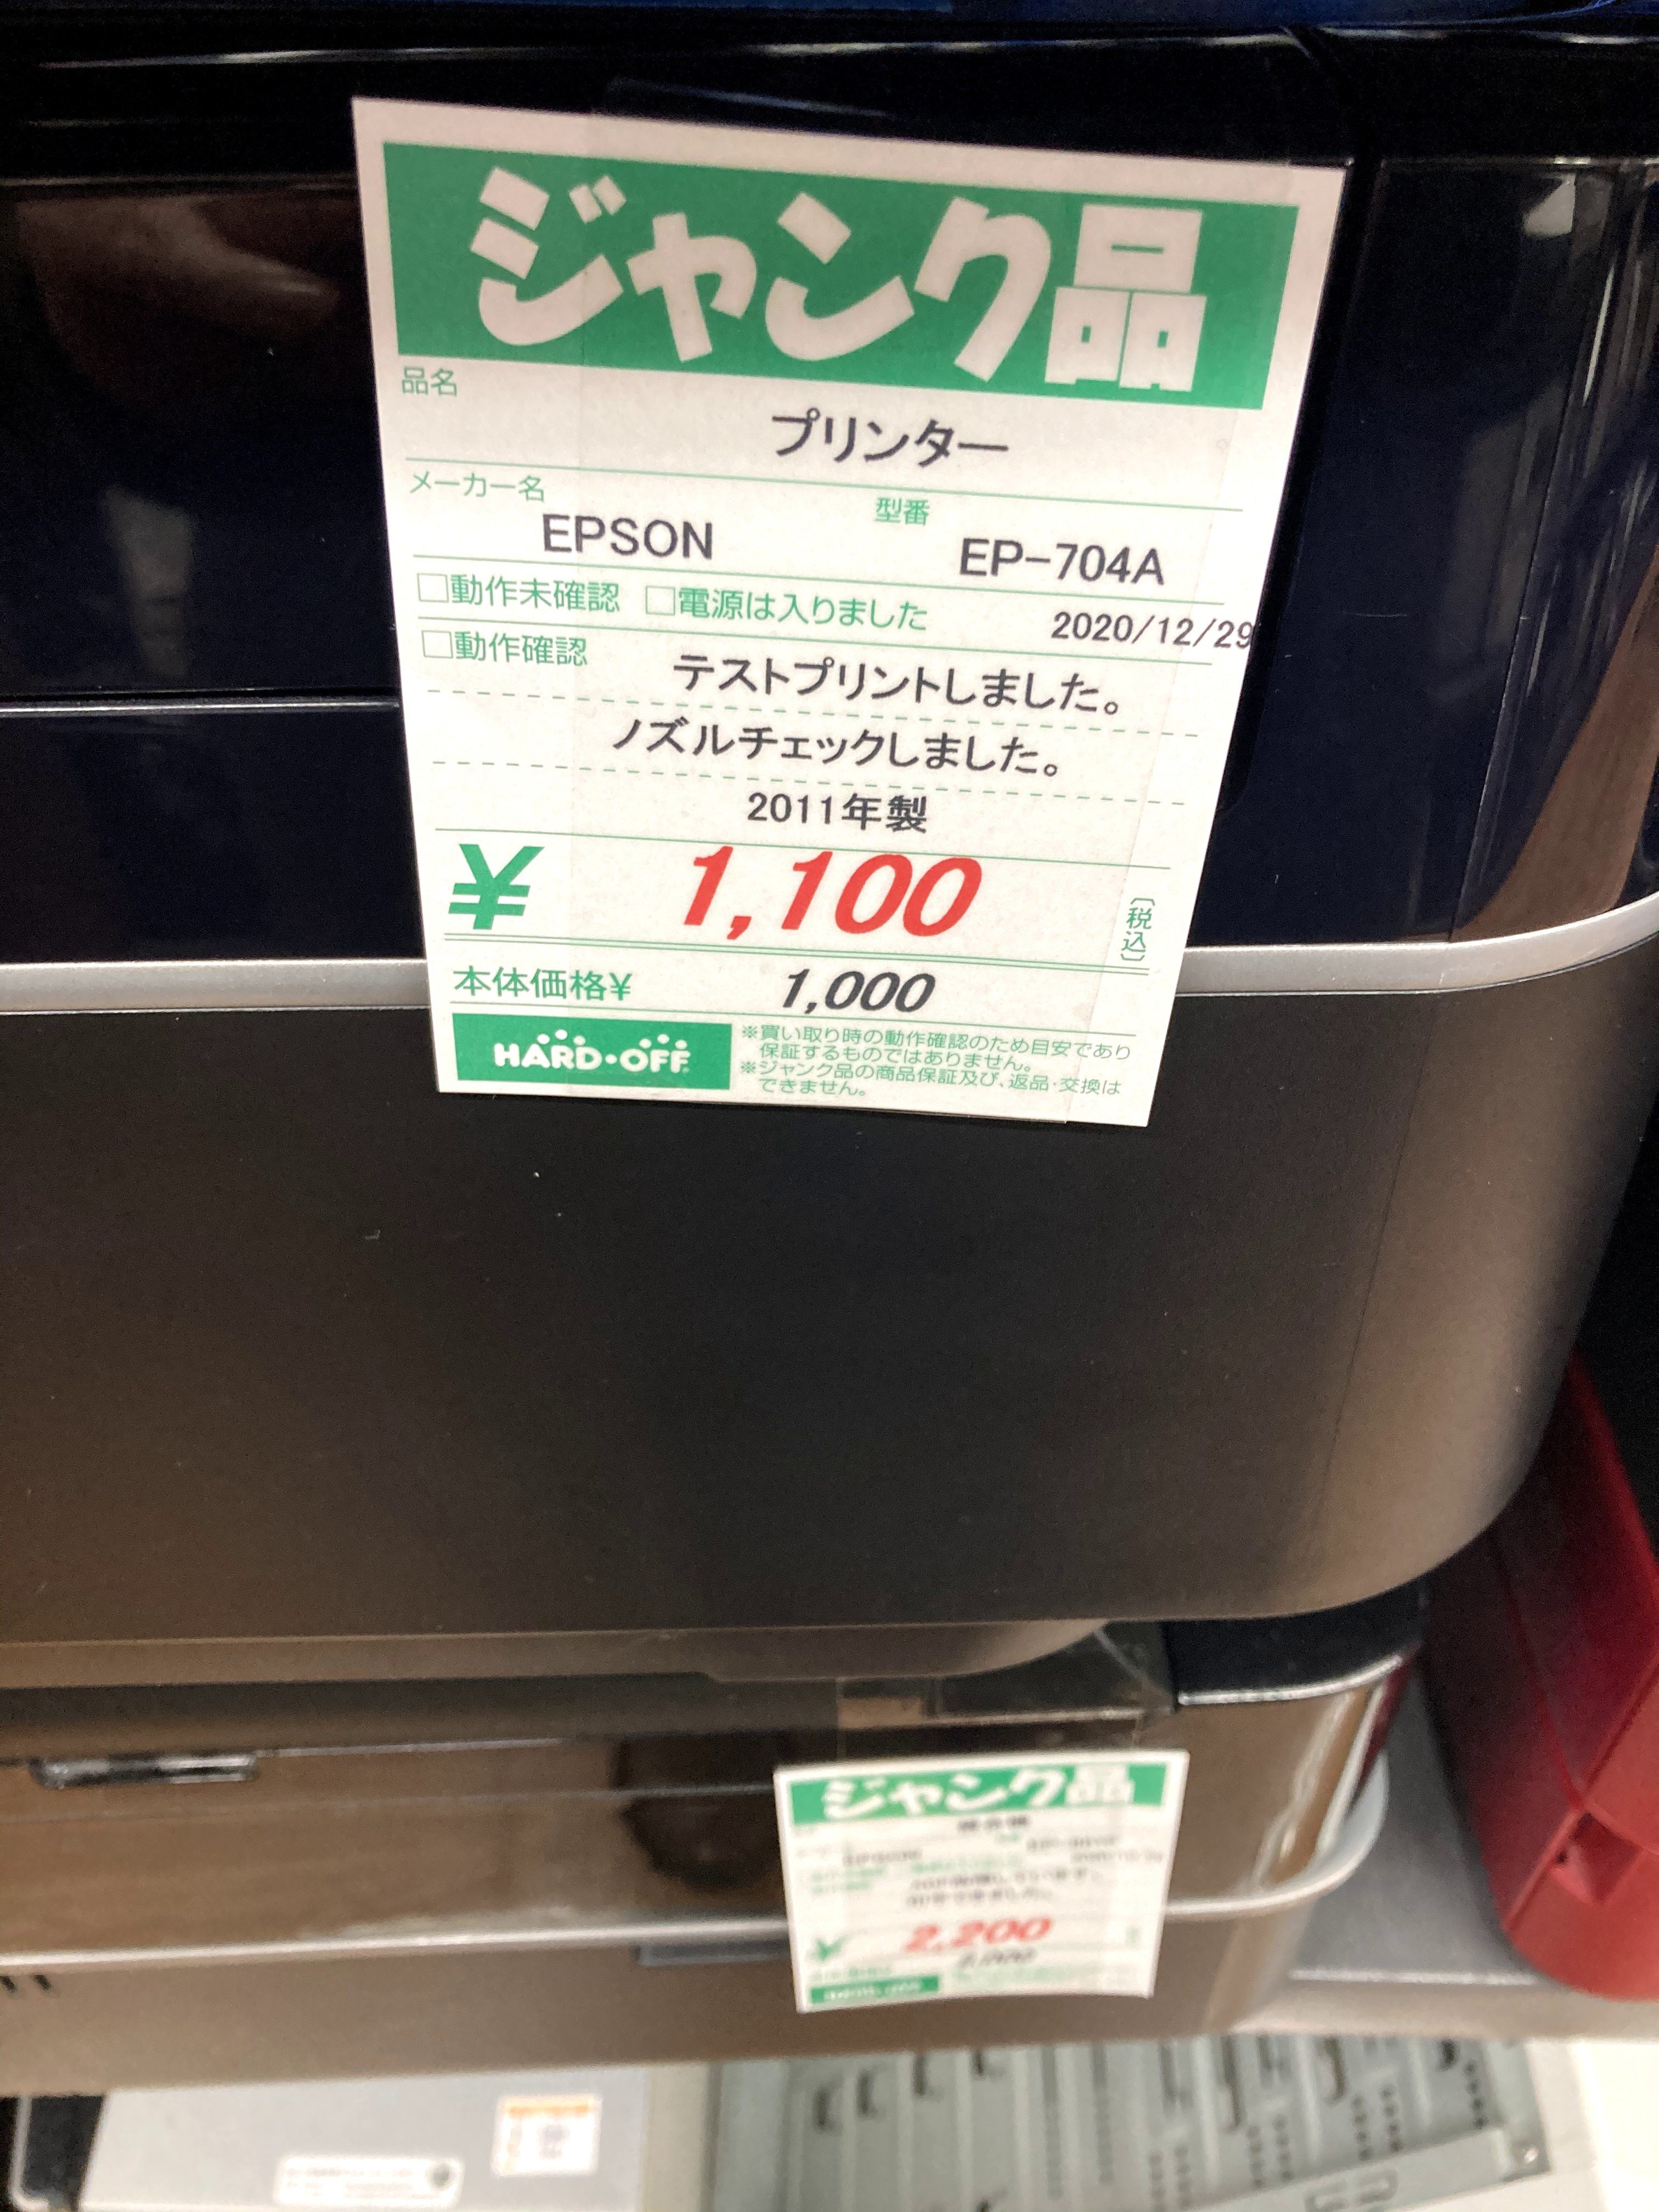 ジャンク品
品名
プリンター
メーカー名 型番
EPSON EP-704A
□動作未確認 □電源は入りました 2020/12/29
□動作確認 テストプリントしました。
ノズルチェックしました。
2011年製
¥ 1,100 〔税込〕
本体価格¥ 1,000
HARD・OFF
※買い取り時の動作確認のため目安であり
保証するものではありません。
※ジャンク品の商品保証及び、返品・交換は
できません。
ジャンク品
EPSON
¥ 2,200
2,000